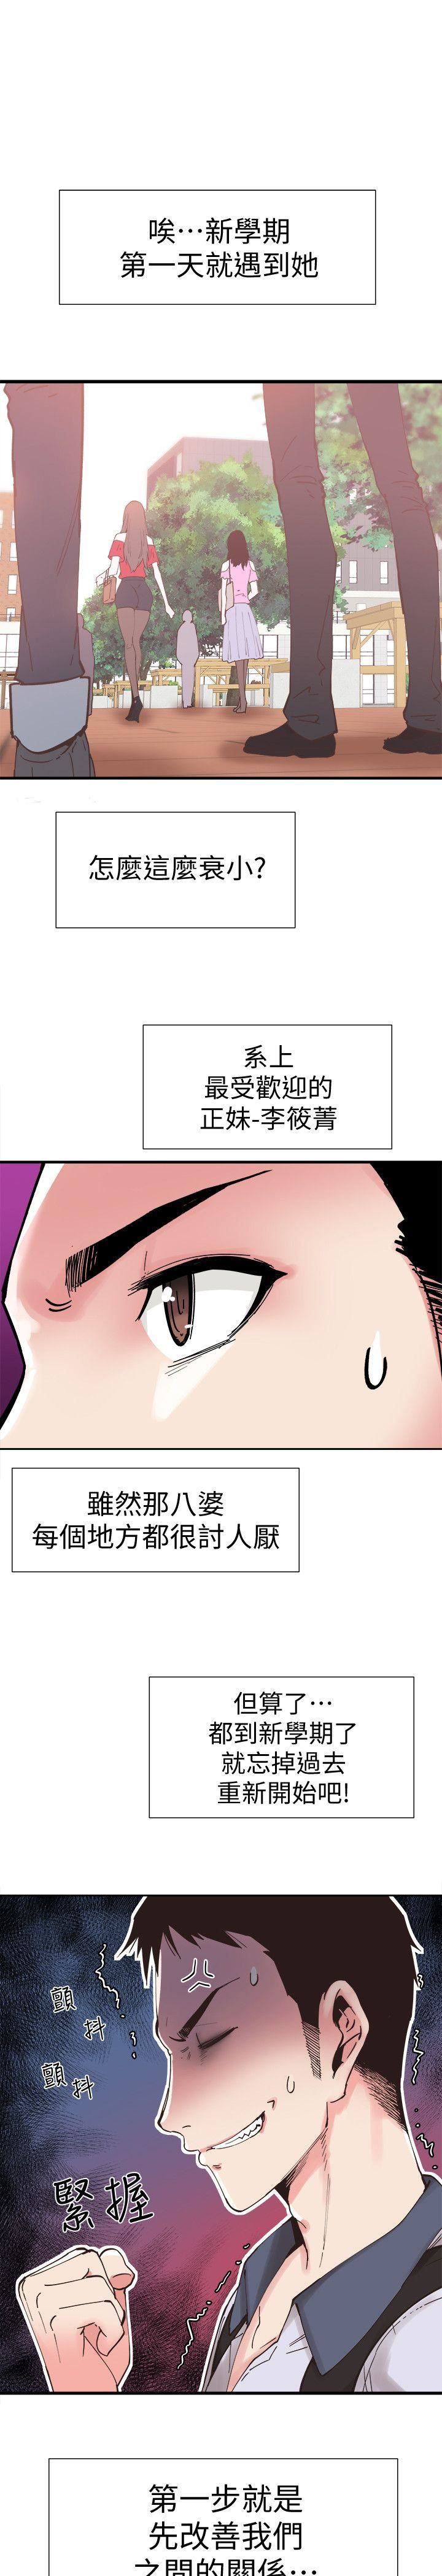 唉…新學期
第一天就遇到她
怎麼這麼衰小?
系上
最受歡迎的
正妹-李筱菁
雖然那八婆
每個地方都很討人厭
但算了…
都到新學期了
就忘掉過去
重新開始吧!
顫
抖
顫
抖
緊握
第一步就是
先改善我們
之間的關係…